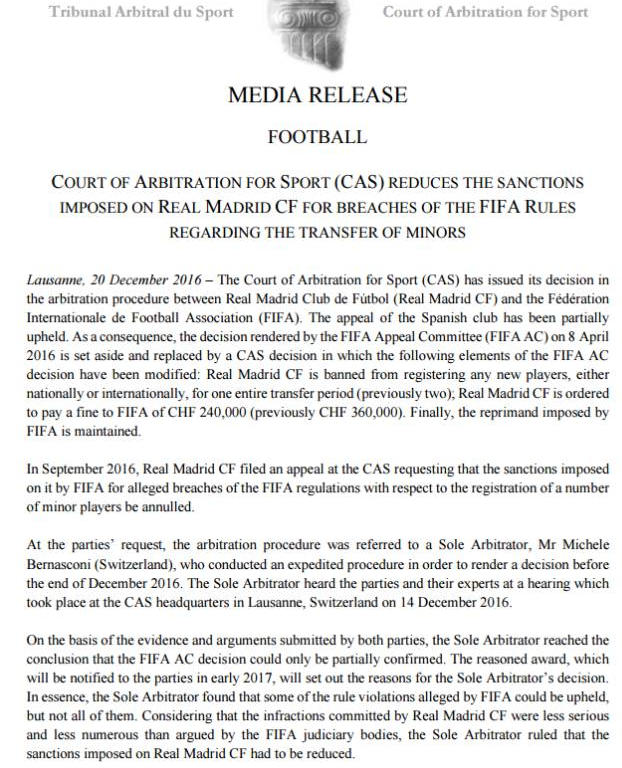 Tribunal Arbitral du Sport Court of Arbitration for Sport
MEDIA RELEASE
FOOTBALL
COURT OF ARBITRATION FOR SPORT (CAS) REDUCES THE SANCTIONS
IMPOSED ON REAL MADRID CF FOR BREACHES OF THE FIFA RULES
REGARDING THE TRANSFER OF MINORS
Lausanne, 20 December 2016 – The Court of Arbitration for Sport (CAS) has issued its decision in
the arbitration procedure between Real Madrid Club de Fútbol (Real Madrid CF) and the Fédération
Internationale de Football Association (FIFA). The appeal of the Spanish club has been partially
upheld. As a consequence, the decision rendered by the FIFA Appeal Committee (FIFA AC) on 8 April
2016 is set aside and replaced by a CAS decision in which the following elements of the FIFA AC
decision have been modified: Real Madrid CF is banned from registering any new players, either
nationally or internationally, for one entire transfer period (previously two); Real Madrid CF is ordered
to pay a fine to FIFA of CHF 240,000 (previously CHF 360,000). Finally, the reprimand imposed by
FIFA is maintained.
In September 2016, Real Madrid CF filed an appeal at the CAS requesting that the sanctions imposed
on it by FIFA for alleged breaches of the FIFA regulations with respect to the registration of a number
of minor players be annulled.
At the parties' request, the arbitration procedure was referred to a Sole Arbitrator, Mr Michele
Bernasconi (Switzerland), who conducted an expedited procedure in order to render a decision before
the end of December 2016. The Sole Arbitrator heard the parties and their experts at a hearing which
took place at the CAS headquarters in Lausanne, Switzerland on 14 December 2016.
On the basis of the evidence and arguments submitted by both parties, the Sole Arbitrator reached the
conclusion that the FIFA AC decision could only be partially confirmed. The reasoned award, which
will be notified to the parties in early 2017, will set out the reasons for the Sole Arbitrator's decision.
In essence, the Sole Arbitrator found that some of the rule violations alleged by FIFA could be upheld,
but not all of them. Considering that the infractions committed by Real Madrid CF were less serious
and less numerous than argued by the FIFA judiciary bodies, the Sole Arbitrator ruled that the
sanctions imposed on Real Madrid CF had to be reduced.